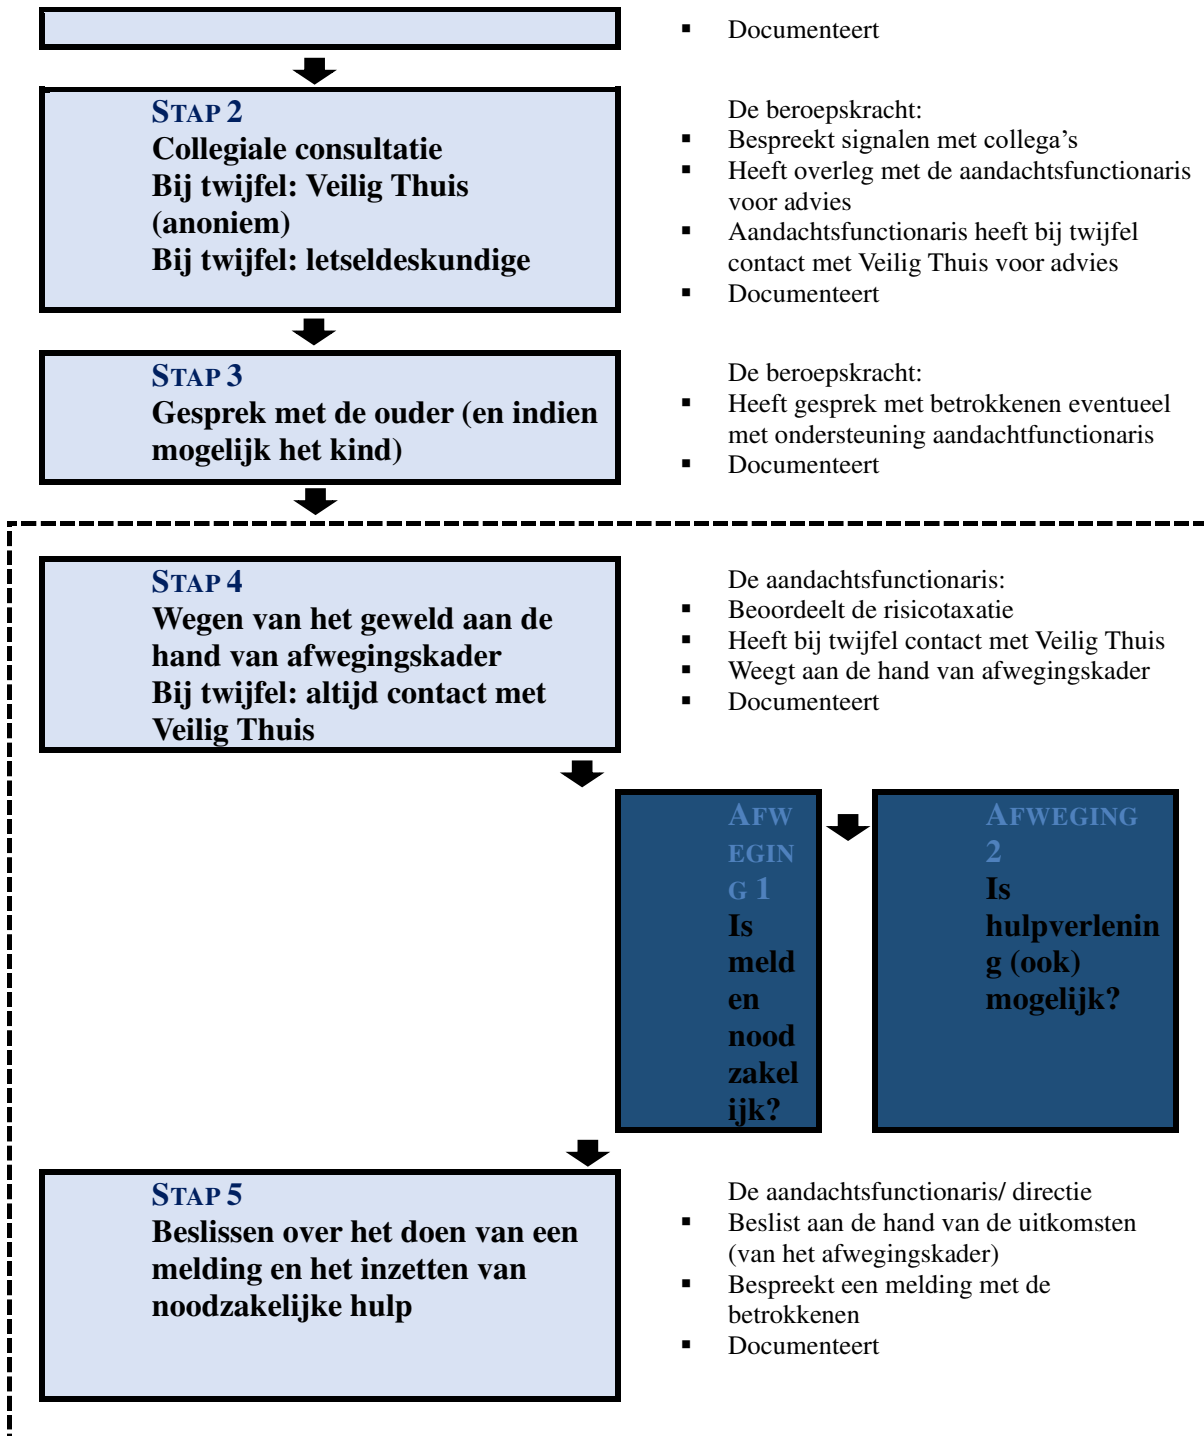 ▪ Documenteert
STAP 2
Collegiale consultatie
Bij twijfel: Veilig Thuis
(anoniem)
Bij twijfel: letseldeskundige
De beroepskracht:
▪ Bespreekt signalen met collega's
▪ Heeft overleg met de aandachtsfunctionaris
voor advies
▪ Aandachtsfunctionaris heeft bij twijfel
contact met Veilig Thuis voor advies
▪ Documenteert
STAP 3
Gesprek met de ouder (en indien
mogelijk het kind)
De beroepskracht:
▪ Heeft gesprek met betrokkenen eventueel
met ondersteuning aandachtfunctionaris
▪ Documenteert
STAP 4
Wegen van het geweld aan de
hand van afwegingskader
Bij twijfel: altijd contact met
Veilig Thuis
De aandachtsfunctionaris:
▪ Beoordeelt de risicotaxatie
▪ Heeft bij twijfel contact met Veilig Thuis
▪ Weegt aan de hand van afwegingskader
▪ Documenteert
AFW
EGIN
G 1
Is
meld
en
nood
zakel
ijk?
AFWEGING
2
Is
hulpverlenin
g (ook)
mogelijk?
STAP 5
Beslissen over het doen van een
melding en het inzetten van
noodzakelijke hulp
De aandachtsfunctionaris/ directie
▪ Beslist aan de hand van de uitkomsten
(van het afwegingskader)
▪ Bespreekt een melding met de
betrokkenen
▪ Documenteert